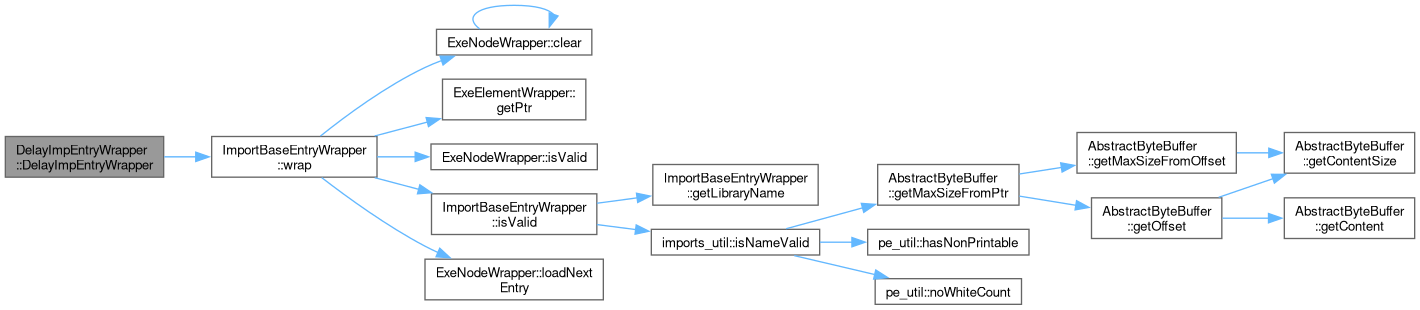 DelayImpEntryWrapper
::DelayImpEntryWrapper
ImportBaseEntryWrapper
::wrap
ExeNodeWrapper::clear
ExeElementWrapper::
getPtr
ExeNodeWrapper::isValid
ImportBaseEntryWrapper
::isValid
ExeNodeWrapper::loadNext
Entry
ImportBaseEntryWrapper
::getLibraryName
imports_util::isNameValid
AbstractByteBuffer
::getMaxSizeFromPtr
pe_util::hasNonPrintable
pe_util::noWhiteCount
AbstractByteBuffer
::getMaxSizeFromOffset
AbstractByteBuffer
::getOffset
AbstractByteBuffer
::getContentSize
AbstractByteBuffer
::getContent